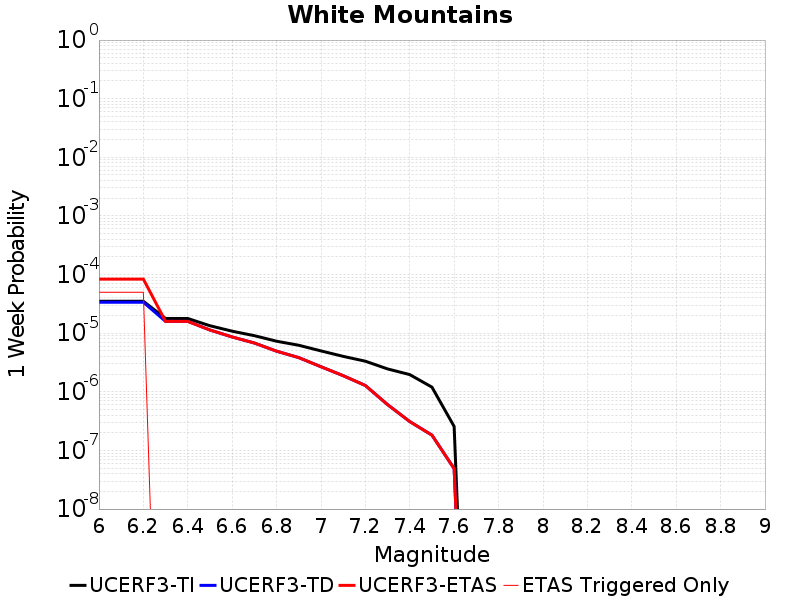 White Mountains
10^0
10^-1
10^-2
10^-3
10^-4
10^-5
10^-6
10^-7
10^-8
1 Week Probability
6 6.2 6.4 6.6 6.8 7 7.2 7.4 7.6 7.8 8 8.2 8.4 8.6 8.8 9
Magnitude
UCERF3-TI UCERF3-TD UCERF3-ETAS ETAS Triggered Only